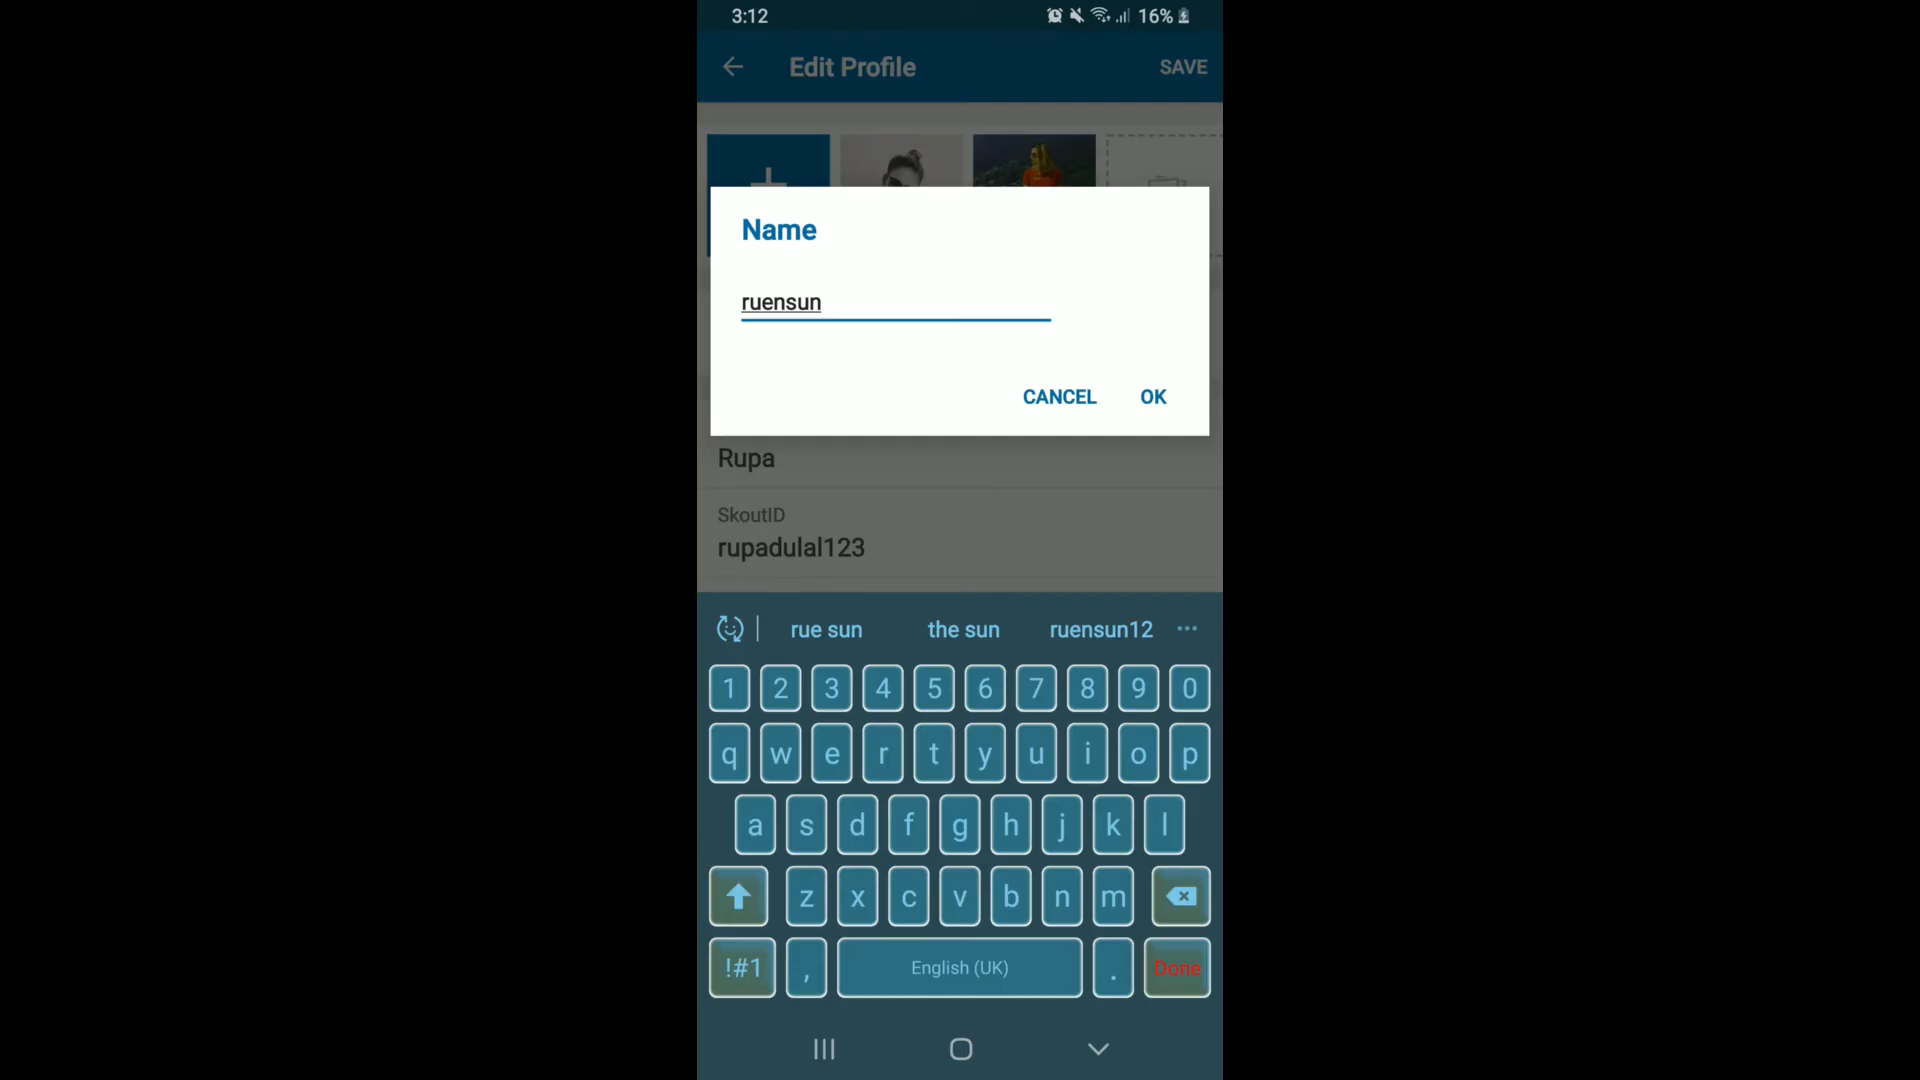 3:12 16%
Edit Profile SAVE
Name
ruensun
CANCEL OK
Rupa
SkoutID
rupadulal123
rue sun the sun ruensun12 ...
1 2 3 4 5 6 7 8 9 0
q w e r t y u i o p
a s d f g h j k l
z x c v b n m
!#1 , English (UK) . Done